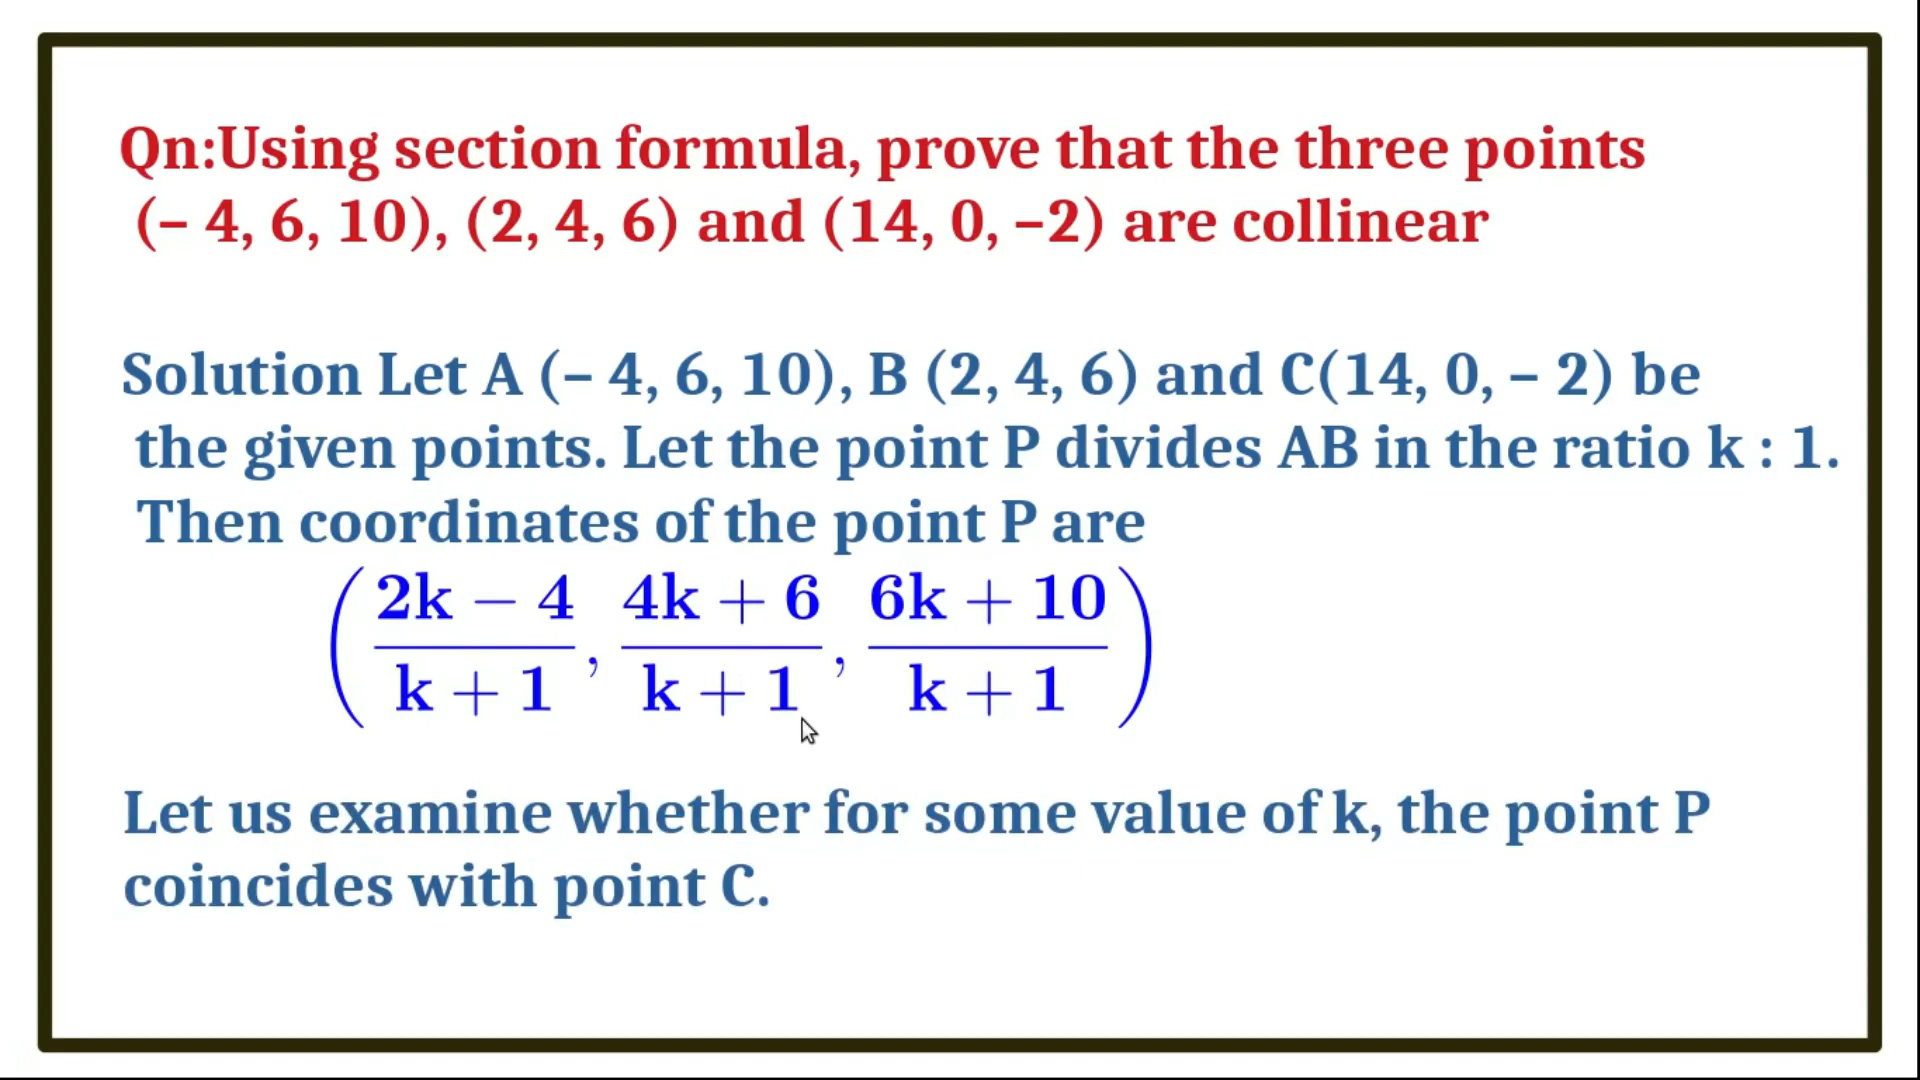 Qn:Using section formula, prove that the three points
(– 4, 6, 10), (2, 4, 6) and (14, 0, –2) are collinear
Solution Let A (– 4, 6, 10), B (2, 4, 6) and C(14, 0, – 2) be
the given points. Let the point P divides AB in the ratio k : 1.
Then coordinates of the point P are
(2k − 4 / k + 1, 4k + 6 / k + 1, 6k + 10 / k + 1)
Let us examine whether for some value of k, the point P
coincides with point C.